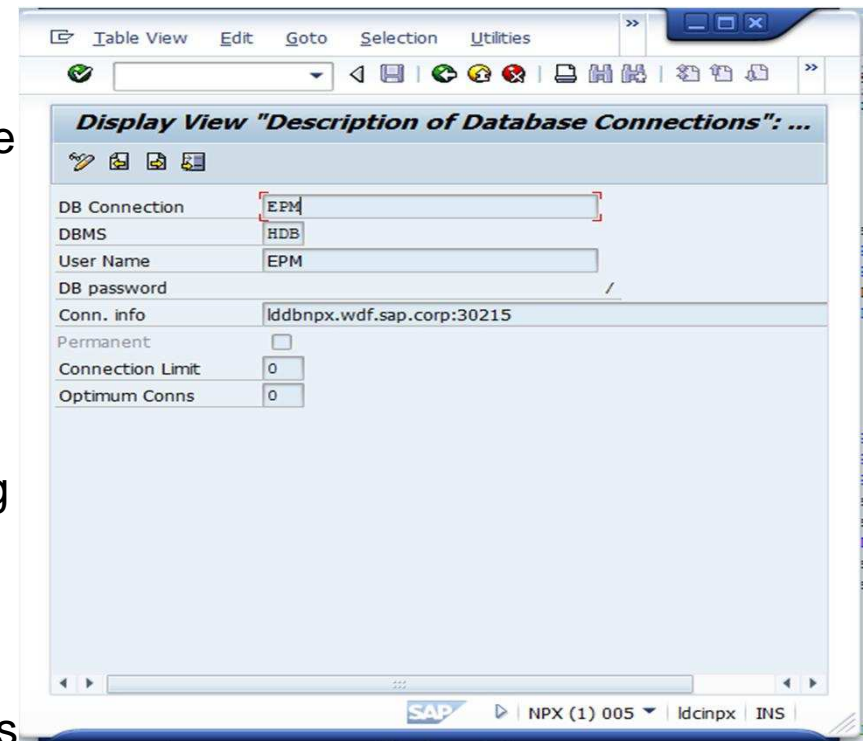 Table View Edit Goto Selection Utilities »
»
e
Display View "Description of Database Connections": ...
DB Connection EPM
DBMS HDB
User Name EPM
DB password /
Conn. info lddbnpx.wdf.sap.corp:30215
Permanent
Connection Limit 0
Optimum Conns 0
g
SAP NPX (1) 005 ldcinpx INS
s